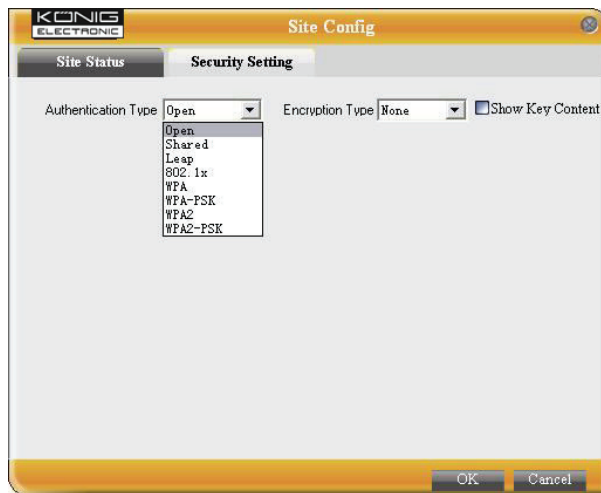 KÖNIG
ELECTRONIC
Site Config
Site Status
Security Setting
Authentication Type Open
Encryption Type None
Show Key Content
Open
Shared
Leap
802.1x
WPA
WPA-PSK
WPA2
WPA2-PSK
OK
Cancel